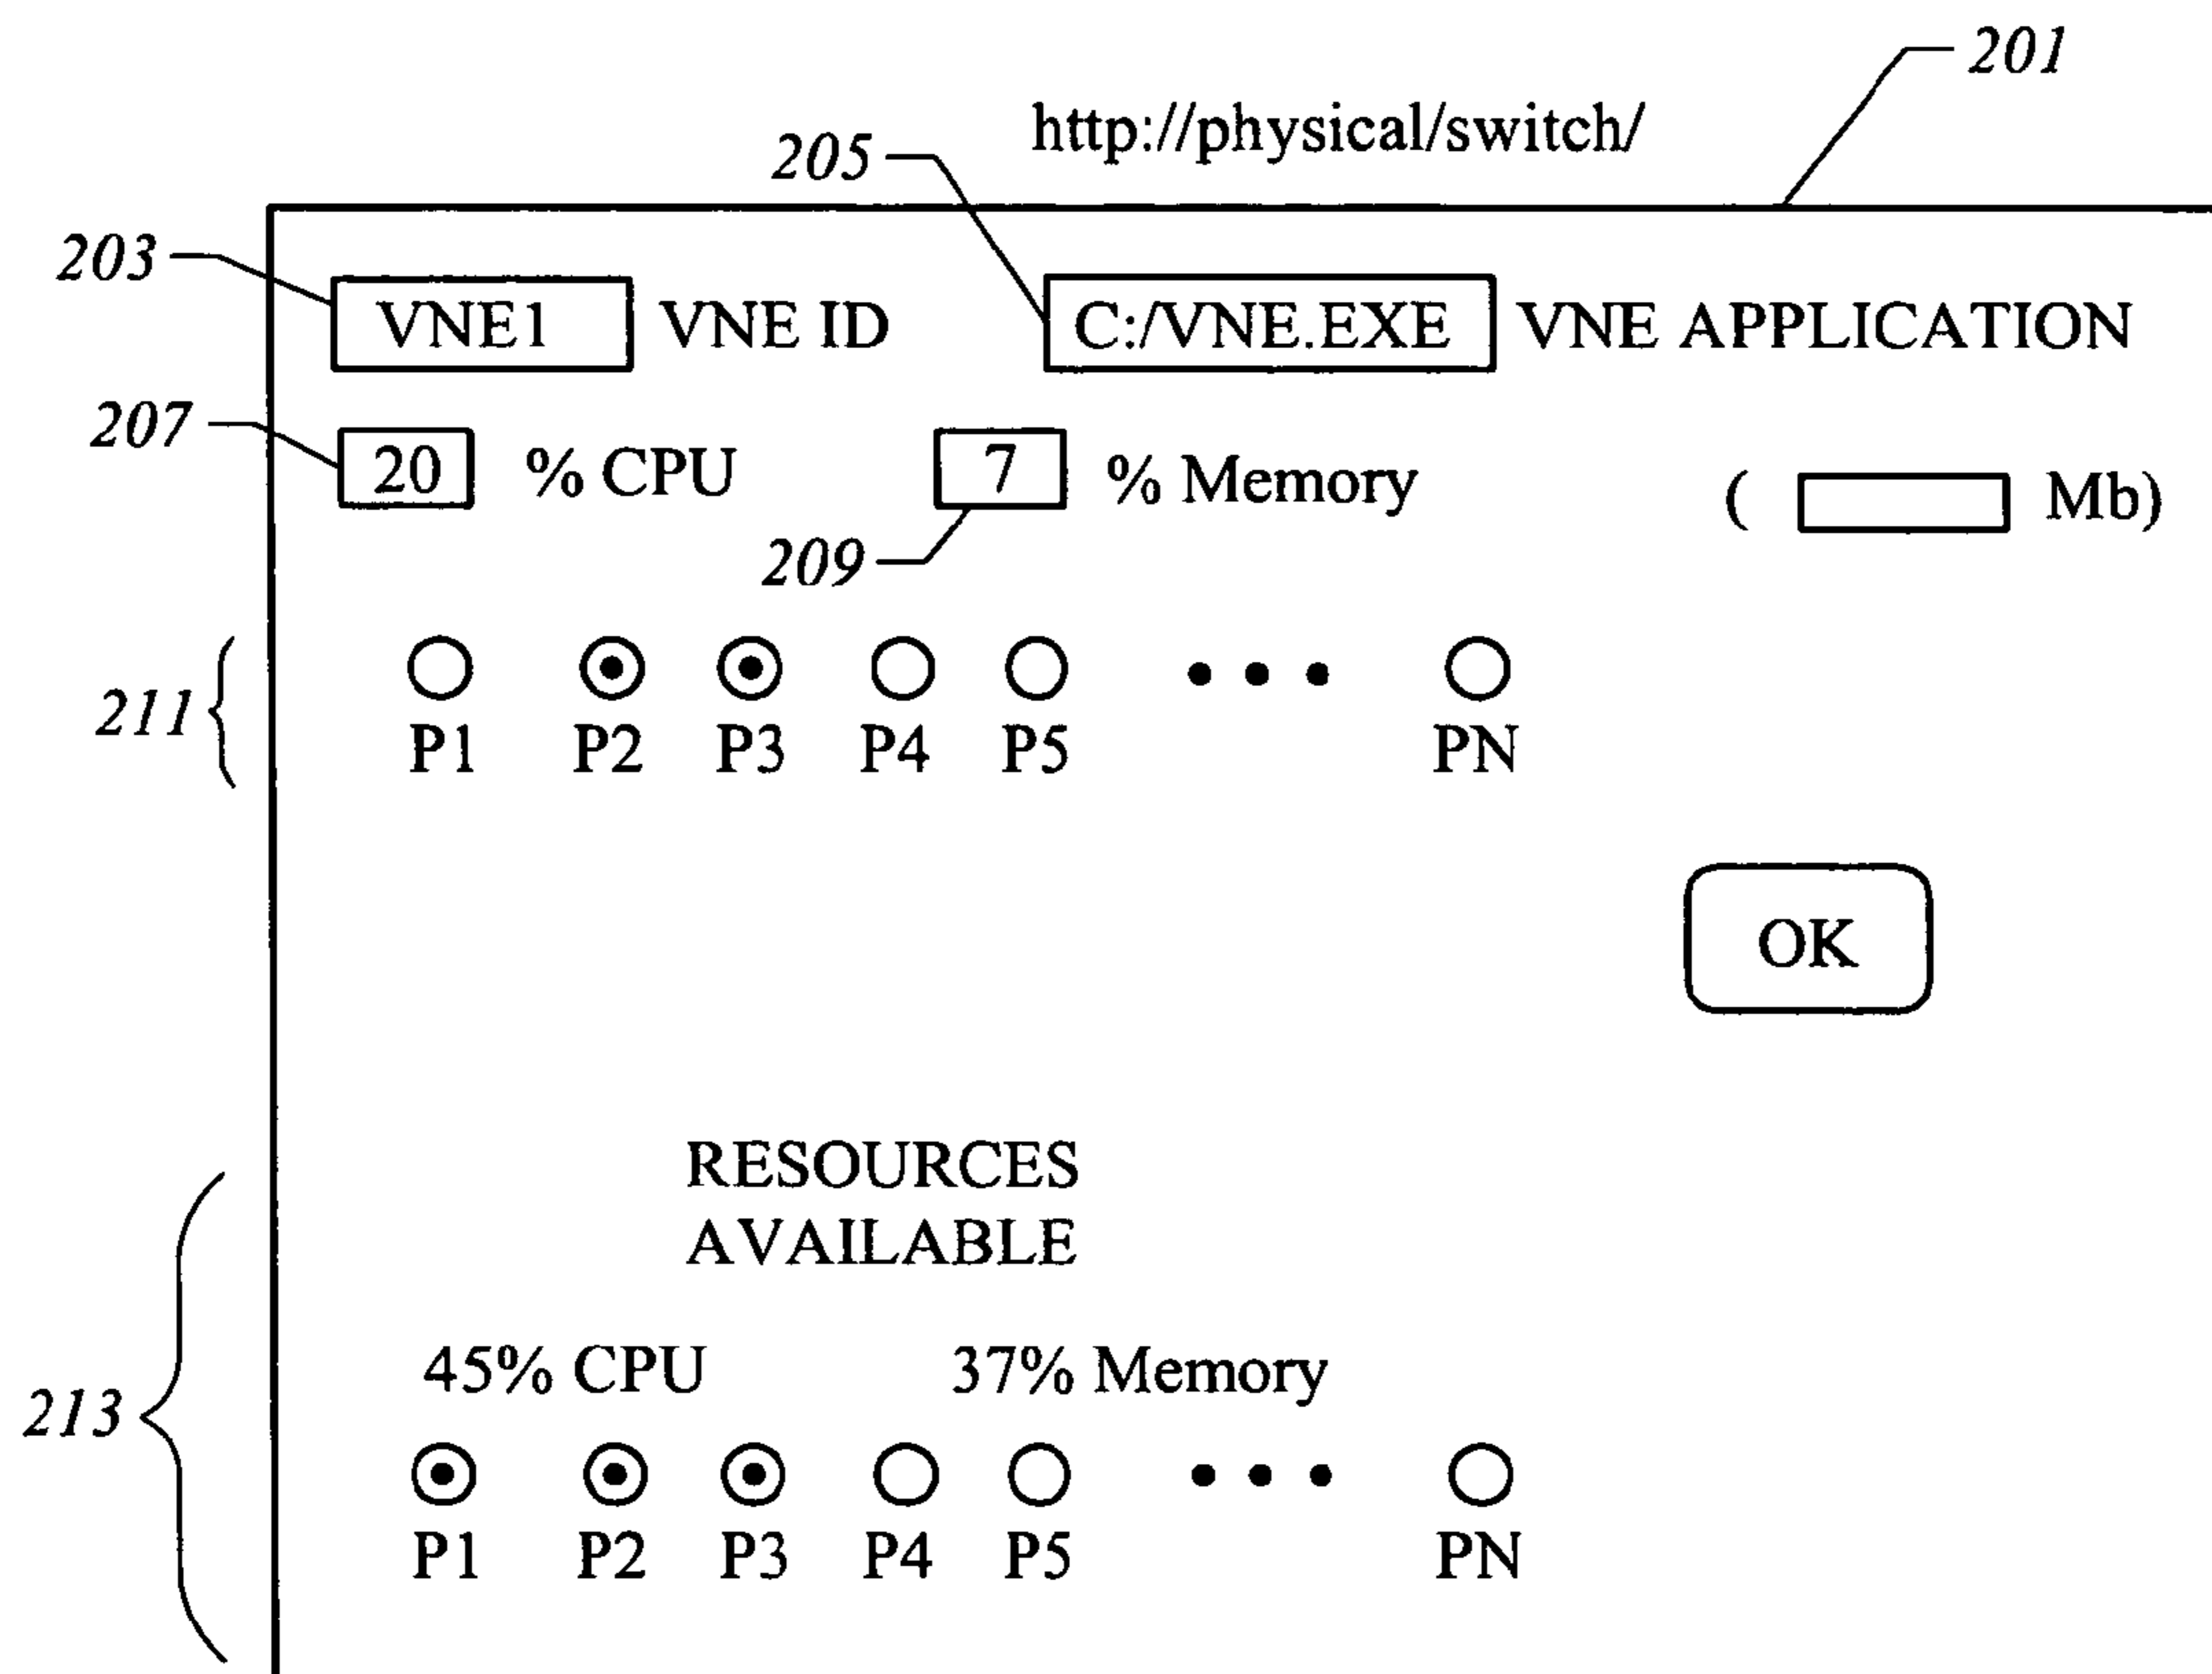 201
http://physical/switch/
205
203
VNE1 VNE ID C:/VNE.EXE VNE APPLICATION
207
20 % CPU 7 % Memory ( Mb)
209
211
P1 P2 P3 P4 P5 PN
OK
RESOURCES
AVAILABLE
45% CPU 37% Memory
213
P1 P2 P3 P4 P5 PN